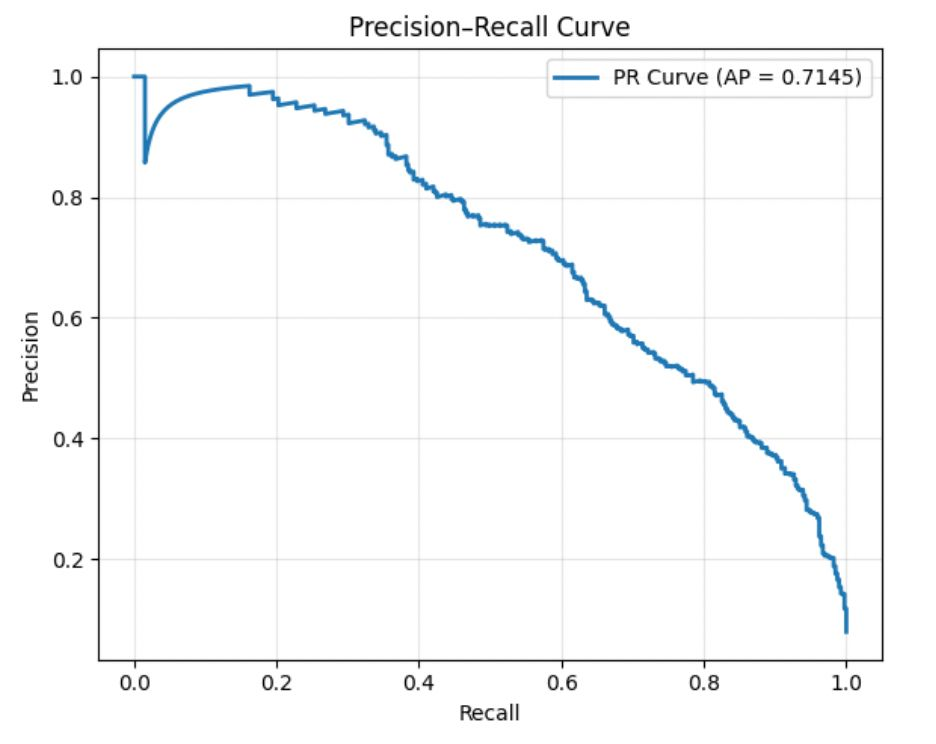 Precision–Recall Curve
PR Curve (AP = 0.7145)
Precision
1.0
0.8
0.6
0.4
0.2
0.0 0.2 0.4 0.6 0.8 1.0
Recall